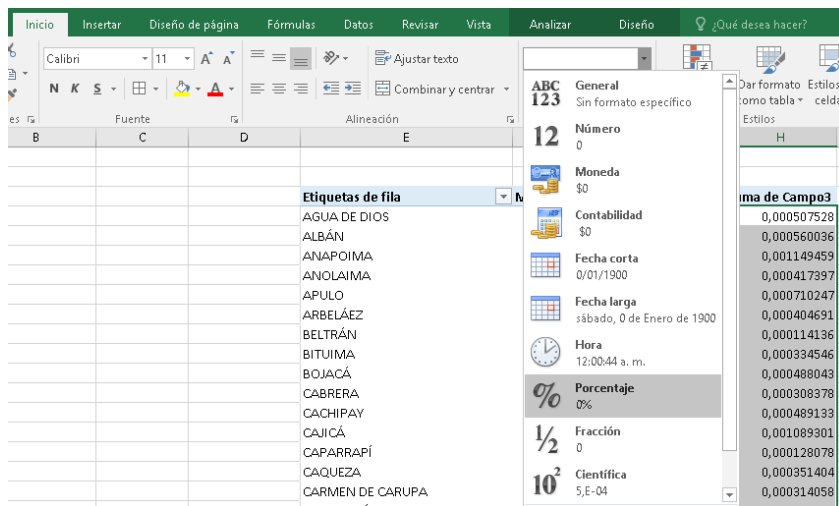 Inicio Insertar Diseño de página Fórmulas Datos Revisar Vista Analizar Diseño ¿Qué desea hacer?
Calibri 11 A A Ajustar texto
N K S A Combinar y centrar
Dar formato Estilos
como tabla celd
es Fuente Alineación Estilos
B C D E H
ABC 123 General
Sin formato específico
12 Número
0
Moneda
$0
Contabilidad
$0
Fecha corta
0/01/1900
Fecha larga
sábado, 0 de Enero de 1900
Hora
12:00:44 a. m.
% Porcentaje
0%
1/2 Fracción
0
10² Científica
5,E-04
Etiquetas de fila M ma de Campo3
AGUA DE DIOS 0,000507528
ALBÁN 0,000560036
ANAPOIMA 0,001149459
ANOLAIMA 0,000417397
APULO 0,000710247
ARBELÁEZ 0,000404691
BELTRÁN 0,000114136
BITUIMA 0,000334546
BOJACÁ 0,000488043
CABRERA 0,000308378
CACHIPAY 0,000489133
CAJICÁ 0,001089301
CAPARRAPÍ 0,000128078
CAQUEZA 0,000351404
CARMEN DE CARUPA 0,000314058